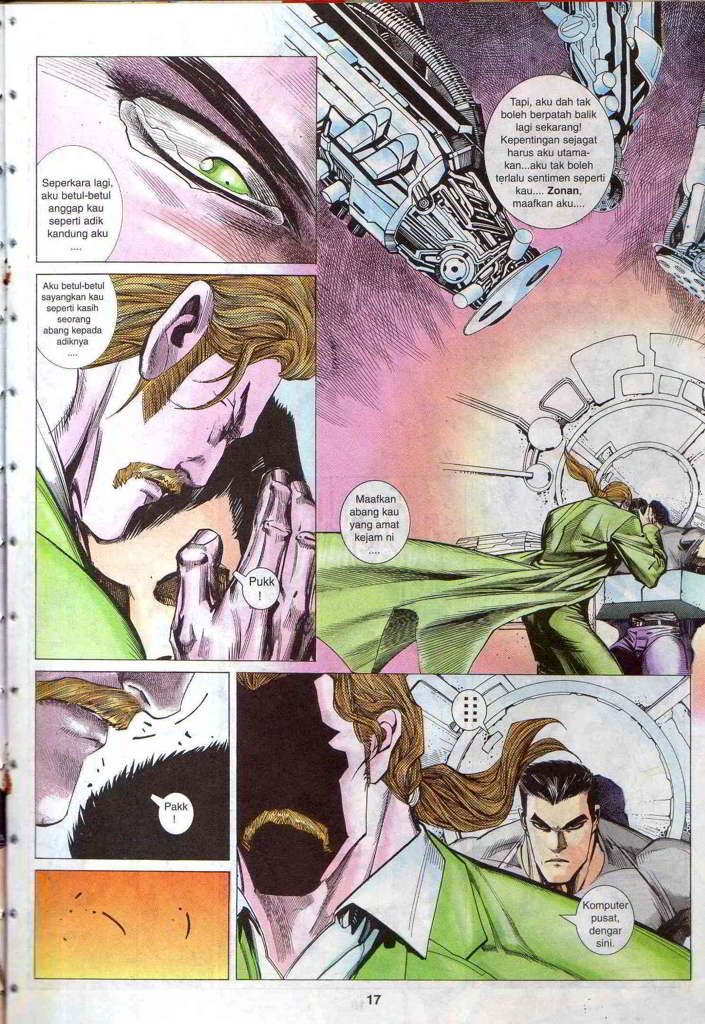 Seperkara lagi,
aku betul-betul
anggap kau
seperti adik
kandung aku
....
Tapi, aku dah tak
boleh berpatah balik
lagi sekarang!
Kepentingan sejagat
harus aku utama-
kan...aku tak boleh
terlalu sentimen seperti
kau.... Zonan,
maafkan aku....
Aku betul-betul
sayangkan kau
seperti kasih
seorang
abang kepada
adiknya
....
Pukk
!
Maafkan
abang kau
yang amat
kejam ni
....
Pakk
!
Komputer
pusat,
dengar
sini.
17